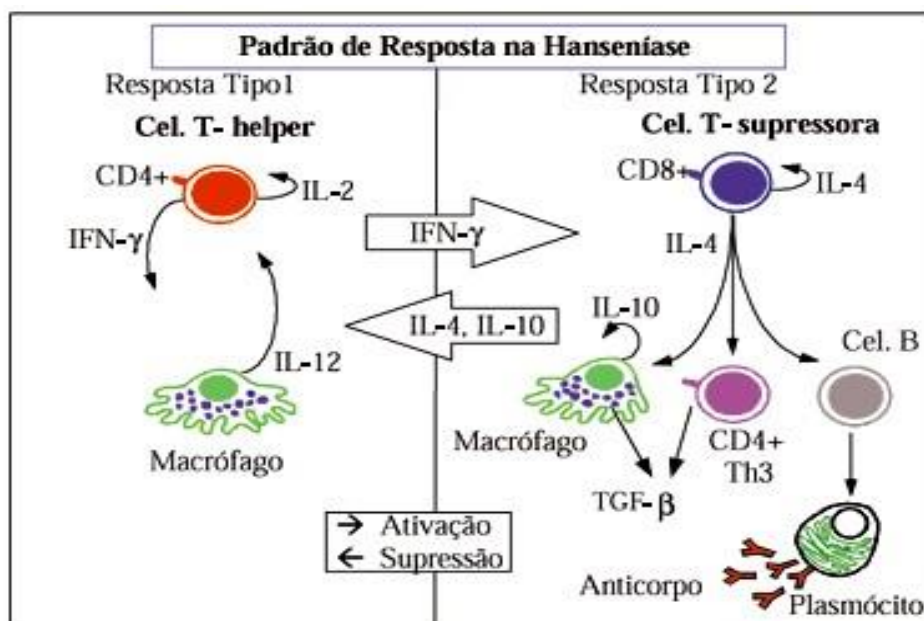 Padrão de Resposta na Hanseníase
Resposta Tipo1
Cel. T- helper
CD4+
IL-2
IFN-γ
IL-12
Macrófago
IFN-γ
IL-4, IL-10
Resposta Tipo 2
Cel. T- supressora
CD8+
IL-4
IL-4
IL-10
Cel. B
Macrófago
CD4+
Th3
TGF-β
Anticorpo
Plasmócito
→ Ativação
← Supressão